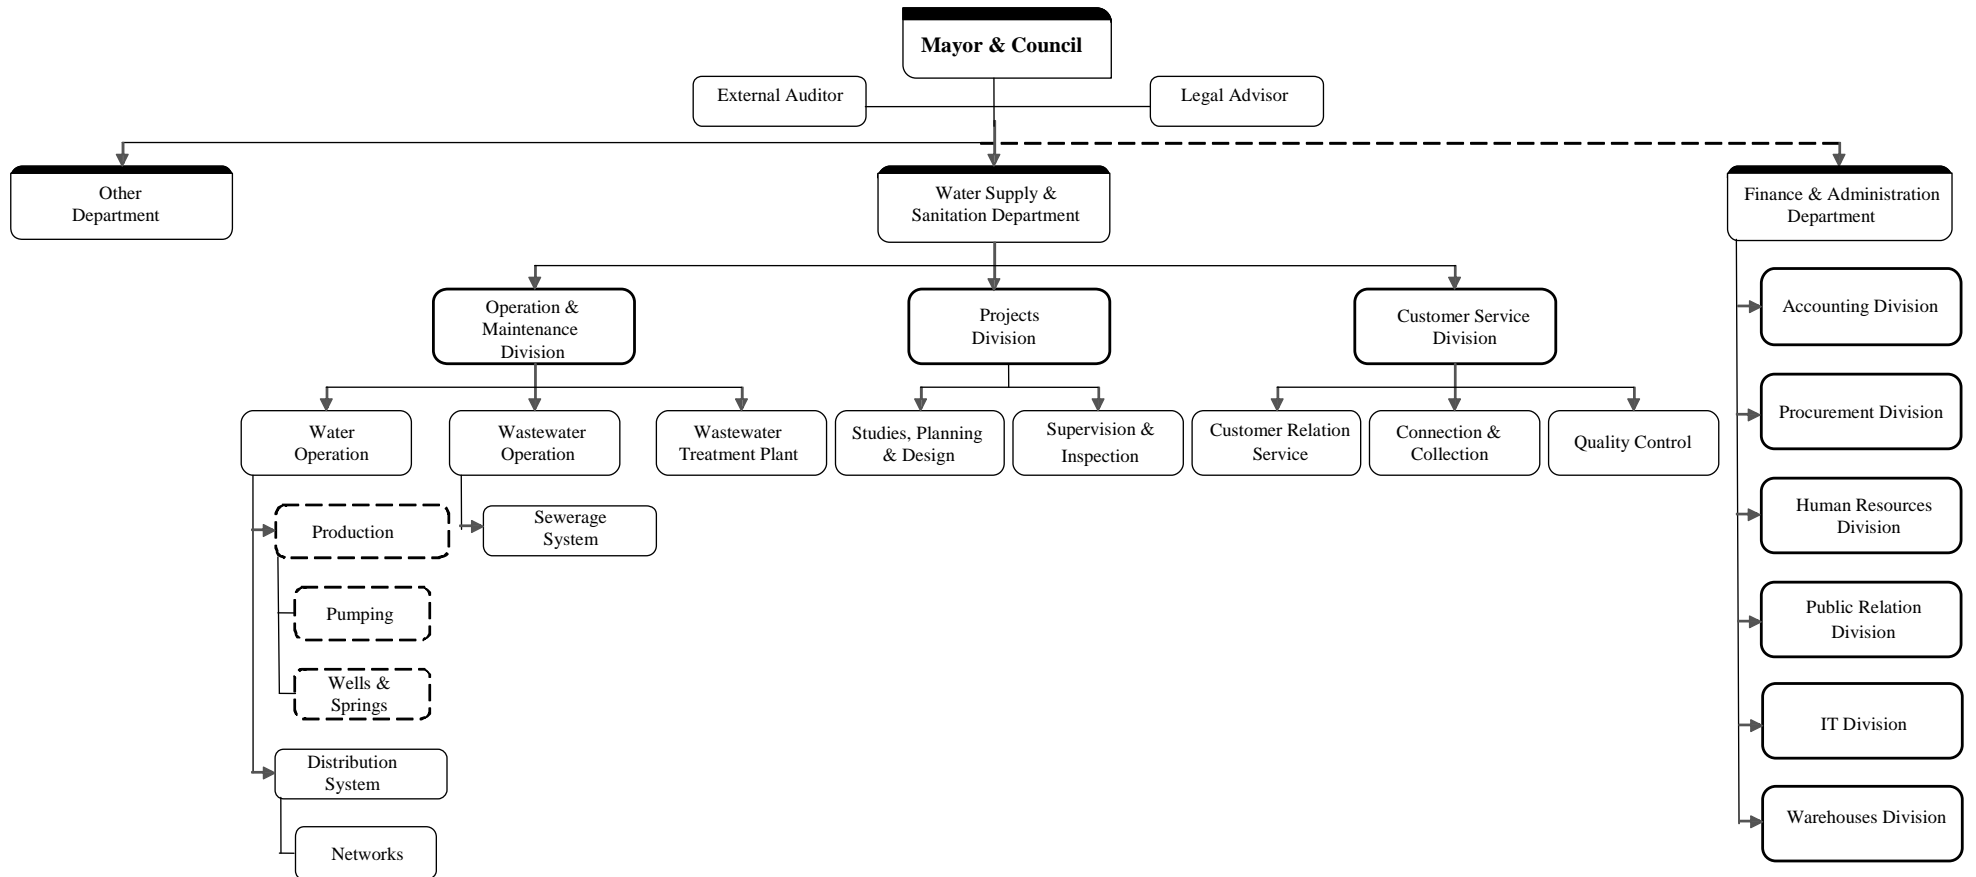 Mayor & Council
External Auditor
Legal Advisor
Other
Department
Water Supply &
Sanitation Department
Finance & Administration
Department
Operation &
Maintenance
Division
Projects
Division
Customer Service
Division
Accounting Division
Water
Operation
Wastewater
Operation
Wastewater
Treatment Plant
Studies, Planning
& Design
Supervision &
Inspection
Customer Relation
Service
Connection &
Collection
Quality Control
Procurement Division
Production
Sewerage
System
Human Resources
Division
Pumping
Public Relation
Division
Wells &
Springs
IT Division
Distribution
System
Warehouses Division
Networks